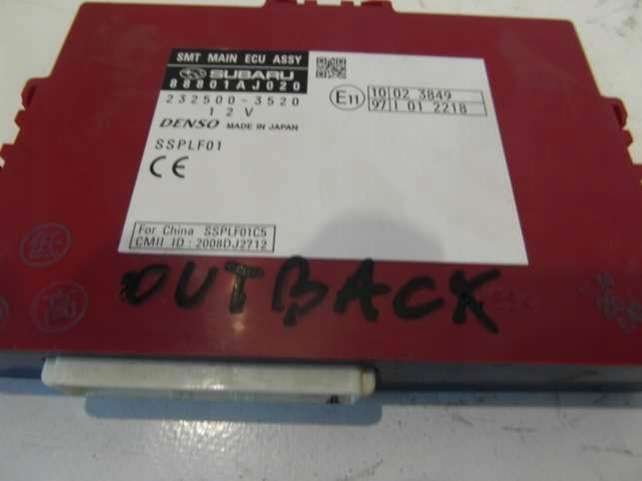 SMT MAIN ECU ASSY
SUBARU
88801AJ020
232500-3520
12V
DENSO MADE IN JAPAN
SSPLF01
CE
E11
10 02 3849
97 I 01 2218
For China SSPLF01C5
CMII ID : 2008DJ2712
OUTBACK